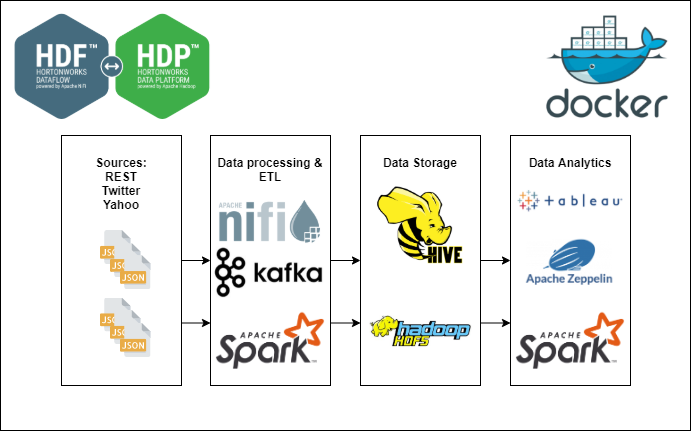 HDF™
HORTONWORKS
DATAFLOW
powered by Apache NiFi
HDP™
HORTONWORKS
DATA PLATFORM
powered by Apache Hadoop
docker
Sources:
REST
Twitter
Yahoo
JSON
JSON
JSON
JSON
JSON
JSON
Data processing &
ETL
APACHE
nifi
kafka
APACHE
Spark™
Data Storage
HIVE
hadoop
HDFS
Data Analytics
+ a b l e a u
Apache Zeppelin
APACHE
Spark™